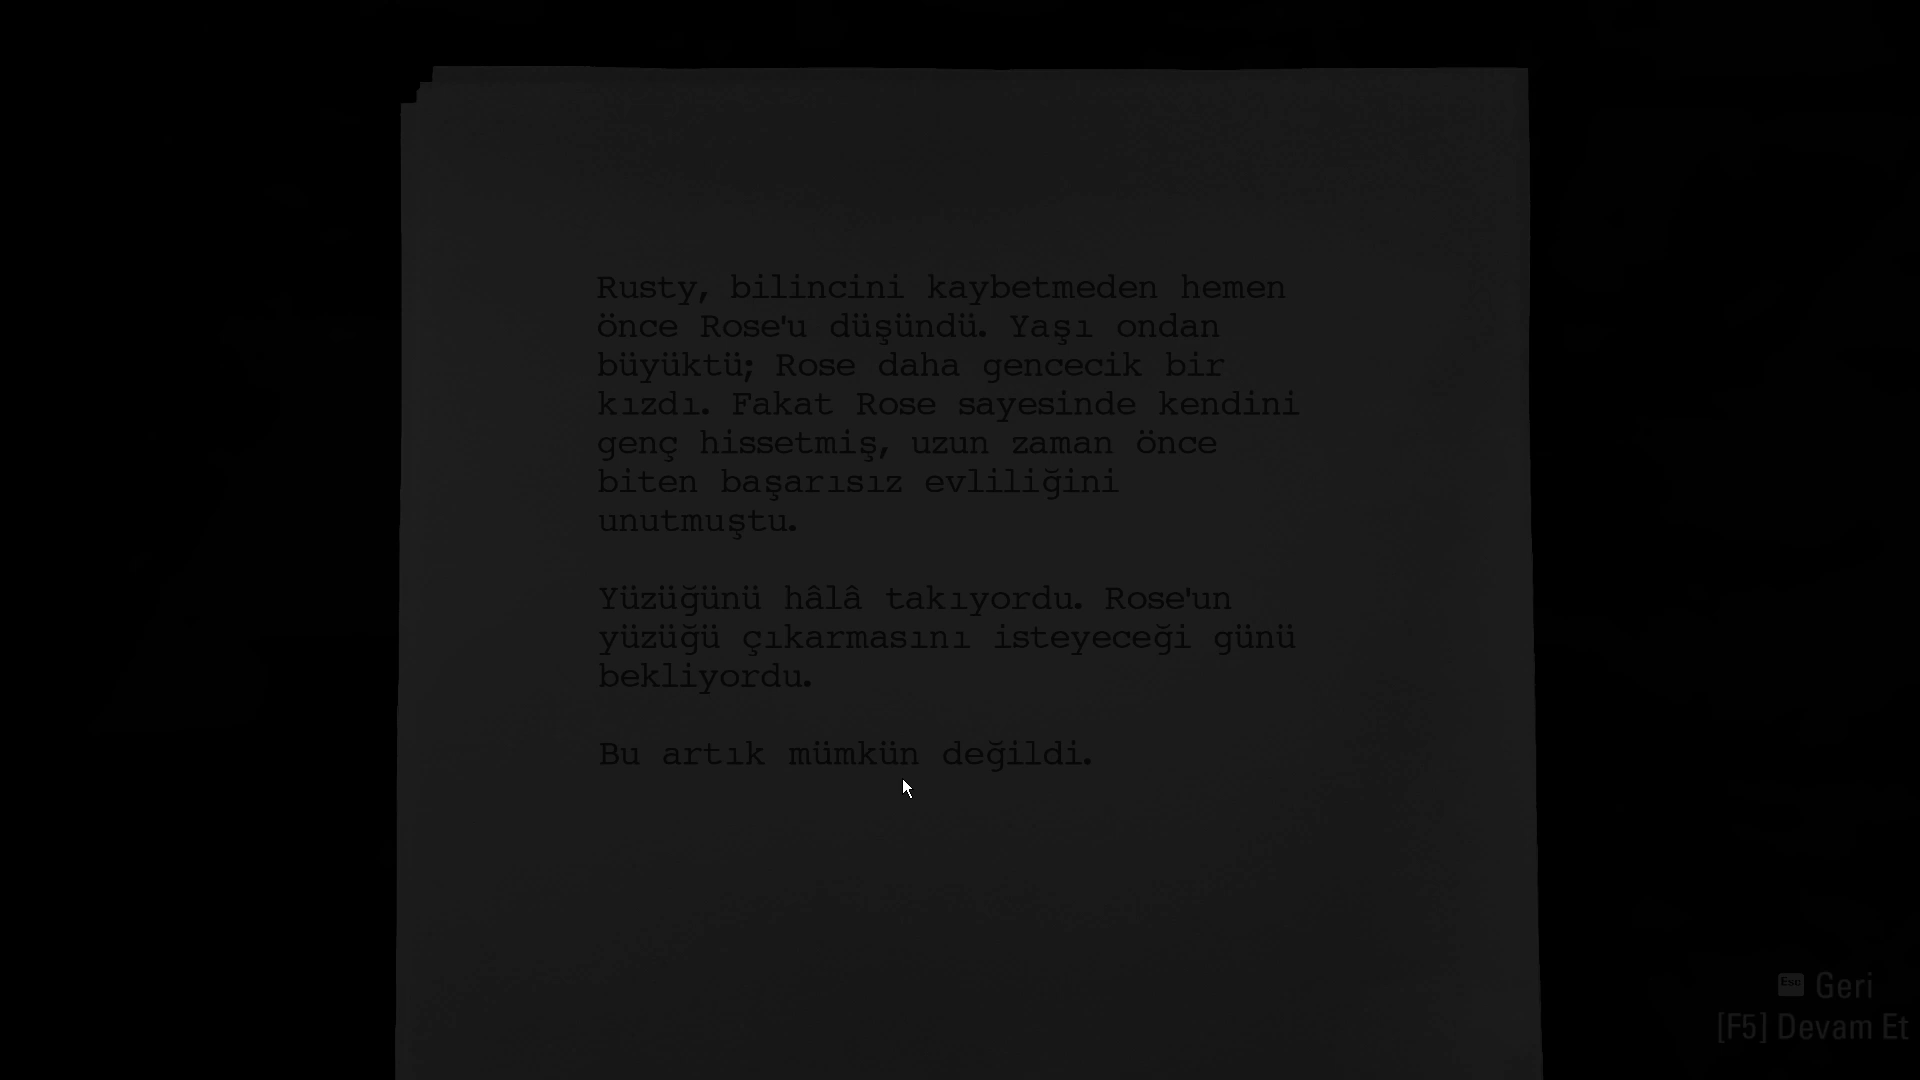 Rusty, bilincini kaybetmeden hemen
önce Rose'u düşündü. Yaşı ondan
büyüktü; Rose daha gencecik bir
kızdı. Fakat Rose sayesinde kendini
genç hissetmiş, uzun zaman önce
biten başarısız evliliğini
unutmuştu.
Yüzüğünü hâlâ takıyordu. Rose'un
yüzüğü çıkarmasını isteyeceği günü
bekliyordu.
Bu artık mümkün değildi.
Esc Geri
[F5] Devam Et